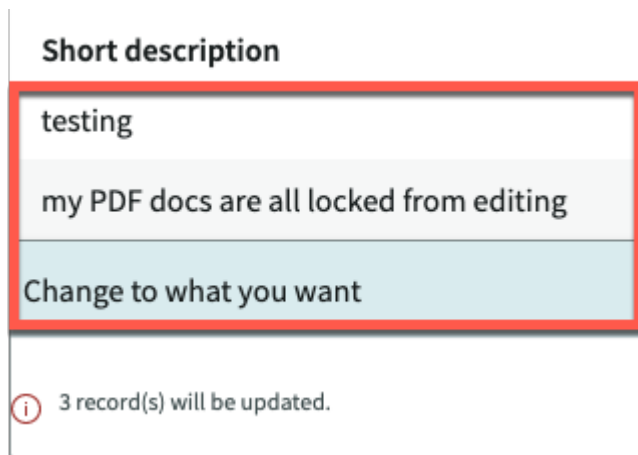 Short description
testing
my PDF docs are all locked from editing
Change to what you want
3 record(s) will be updated.